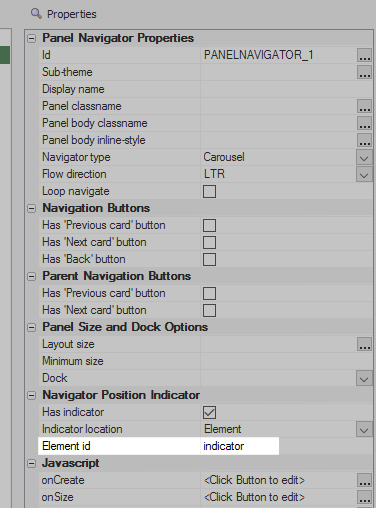 Properties
Panel Navigator Properties
Id PANELNAVIGATOR_1 ...
Sub-theme ...
Display name
Panel classname ...
Panel body classname ...
Panel body inline-style ...
Navigator type Carousel
Flow direction LTR
Loop navigate
Navigation Buttons
Has 'Previous card' button
Has 'Next card' button
Has 'Back' button
Parent Navigation Buttons
Has 'Previous card' button
Has 'Next card' button
Panel Size and Dock Options
Layout size ...
Minimum size
Dock
Navigator Position Indicator
Has indicator
Indicator location Element
Element id indicator
Javascript
onCreate <Click Button to edit> ...
onSize <Click Button to edit> ...